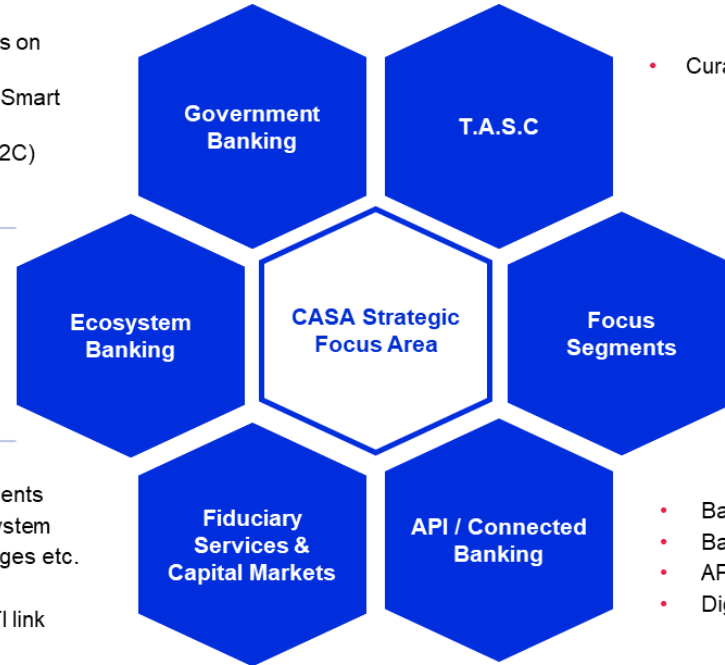 s on
Smart
2C)
Government
Banking
T.A.S.C
• Cura
Ecosystem
Banking
CASA Strategic
Focus Area
Focus
Segments
ents
ystem
ges etc.
I link
Fiduciary
Services &
Capital Markets
API / Connected
Banking
• Ba
• Ba
• AP
• Dig